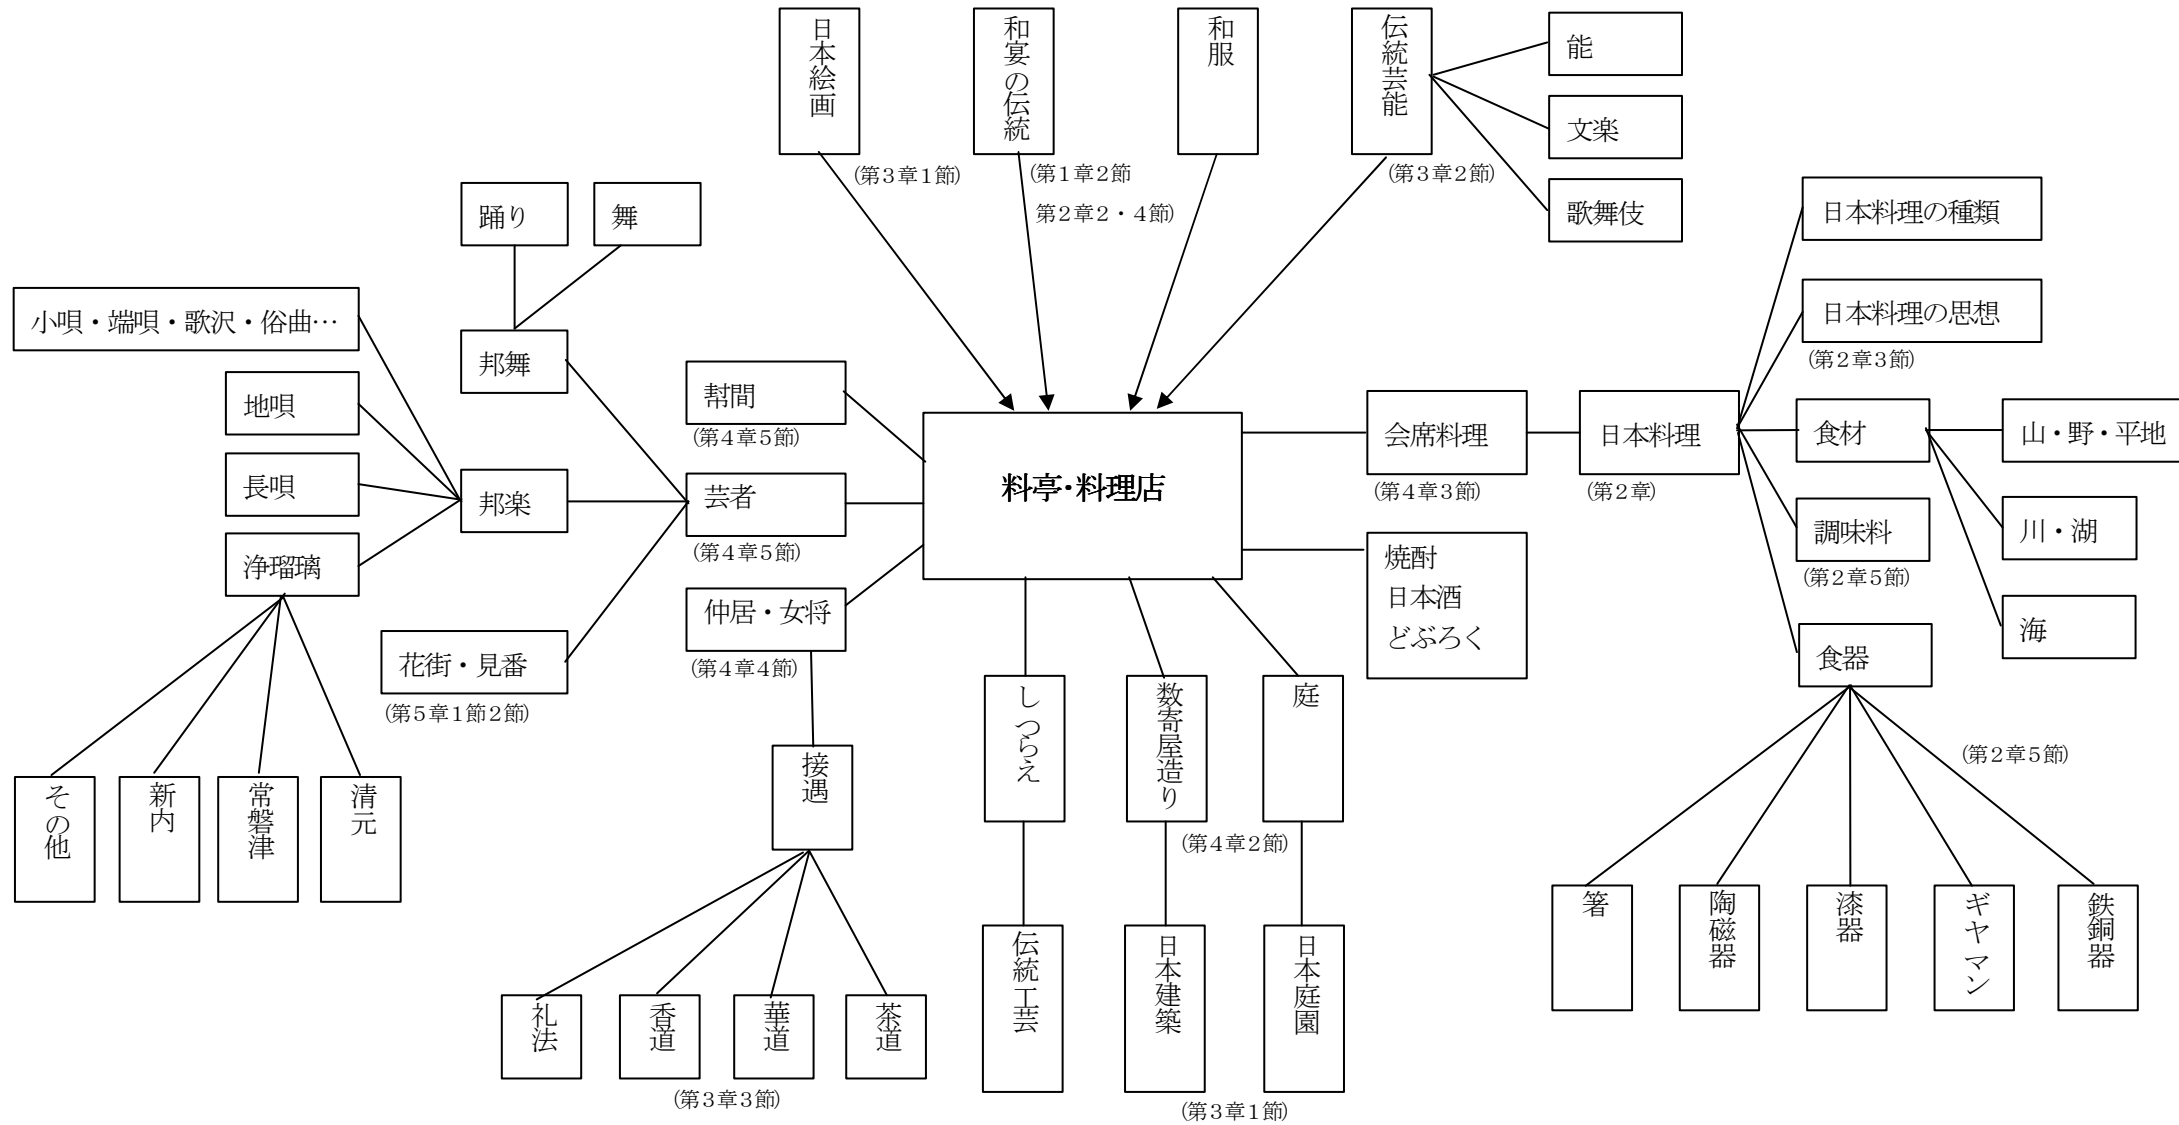 日本絵画
(第3章1節)
和宴の伝統
(第1章2節
第2章2・4節)
和服
伝統芸能
(第3章2節)
能
文楽
歌舞伎
踊り
舞
邦舞
小唄・端唄・歌沢・俗曲…
地唄
長唄
浄瑠璃
邦楽
花街・見番
(第5章1節2節)
その他
新内
常磐津
清元
幇間
(第4章5節)
芸者
(第4章5節)
仲居・女将
(第4章4節)
接遇
礼法
香道
華道
茶道
(第3章3節)
料亭・料理店
しつらえ
数寄屋造り
庭
(第4章2節)
伝統工芸
日本建築
日本庭園
(第3章1節)
会席料理
(第4章3節)
焼酎
日本酒
どぶろく
日本料理
(第2章)
日本料理の種類
日本料理の思想
(第2章3節)
食材
山・野・平地
川・湖
海
調味料
(第2章5節)
食器
(第2章5節)
箸
陶磁器
漆器
ギヤマン
鉄銅器